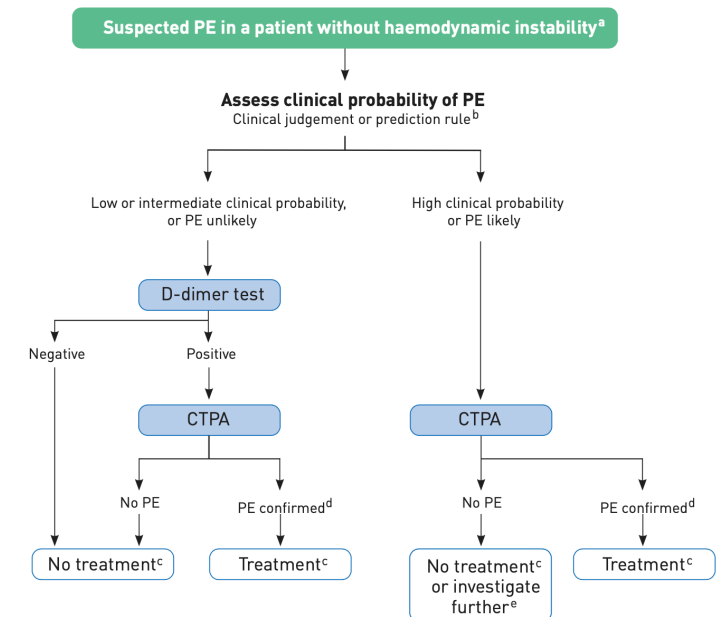 Suspected PE in a patient without haemodynamic instabilityᵃ
Assess clinical probability of PE
Clinical judgement or prediction ruleᵇ
Low or intermediate clinical probability,
or PE unlikely
High clinical probability
or PE likely
D-dimer test
Negative
Positive
CTPA
CTPA
No PE
PE confirmedᵈ
No PE
PE confirmedᵈ
No treatmentᶜ
Treatmentᶜ
No treatmentᶜ
or investigate
furtherᵉ
Treatmentᶜ